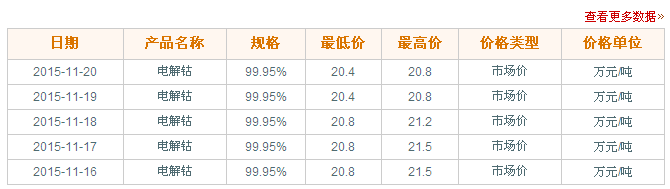 查看更多数据»
日期 产品名称 规格 最低价 最高价 价格类型 价格单位
2015-11-20 电解钴 99.95% 20.4 20.8 市场价 万元/吨
2015-11-19 电解钴 99.95% 20.4 20.8 市场价 万元/吨
2015-11-18 电解钴 99.95% 20.8 21.2 市场价 万元/吨
2015-11-17 电解钴 99.95% 20.8 21.5 市场价 万元/吨
2015-11-16 电解钴 99.95% 20.8 21.5 市场价 万元/吨